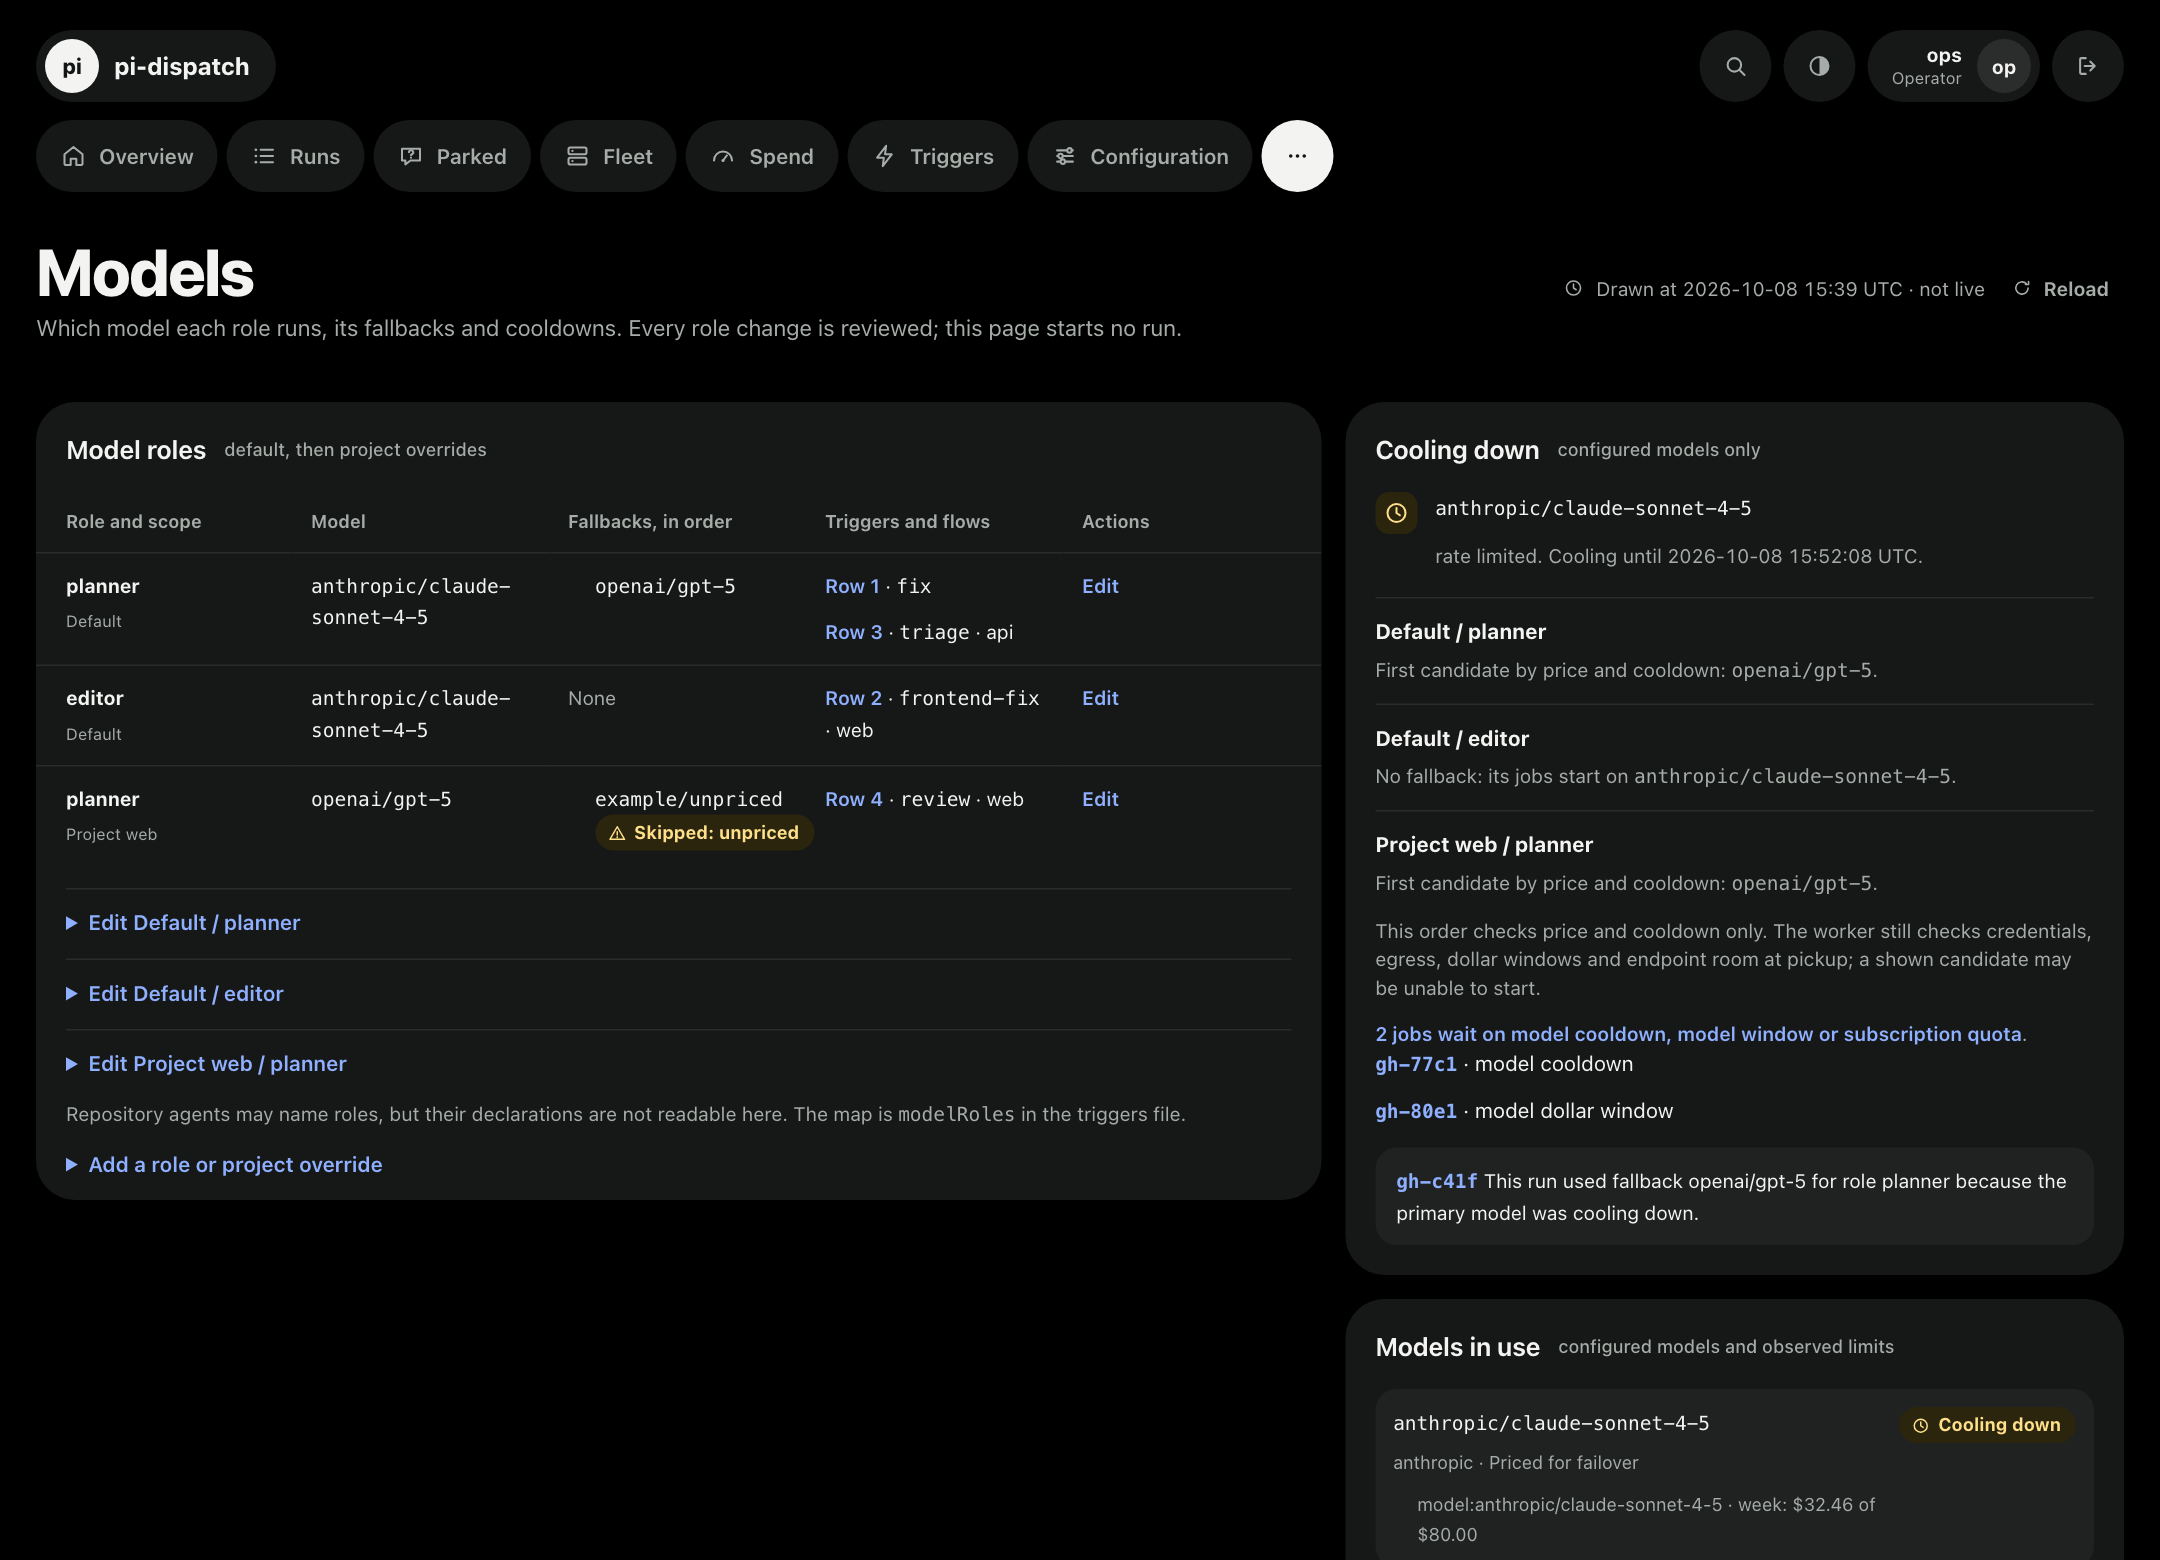 pi pi-dispatch
ops
Operator
op
Overview Runs Parked Fleet Spend Triggers Configuration
Models
Drawn at 2026-10-08 15:39 UTC · not live Reload
Which model each role runs, its fallbacks and cooldowns. Every role change is reviewed; this page starts no run.
Model roles default, then project overrides
Role and scope Model Fallbacks, in order Triggers and flows Actions
planner
Default
anthropic/claude-
sonnet-4-5
openai/gpt-5
Row 1 · fix
Row 3 · triage · api
Edit
editor
Default
anthropic/claude-
sonnet-4-5
None
Row 2 · frontend-fix
· web
Edit
planner
Project web
openai/gpt-5
example/unpriced
Skipped: unpriced
Row 4 · review · web
Edit
Edit Default / planner
Edit Default / editor
Edit Project web / planner
Repository agents may name roles, but their declarations are not readable here. The map is modelRoles in the triggers file.
Add a role or project override
Cooling down configured models only
anthropic/claude-sonnet-4-5
rate limited. Cooling until 2026-10-08 15:52:08 UTC.
Default / planner
First candidate by price and cooldown: openai/gpt-5.
Default / editor
No fallback: its jobs start on anthropic/claude-sonnet-4-5.
Project web / planner
First candidate by price and cooldown: openai/gpt-5.
This order checks price and cooldown only. The worker still checks credentials,
egress, dollar windows and endpoint room at pickup; a shown candidate may
be unable to start.
2 jobs wait on model cooldown, model window or subscription quota.
gh-77c1 · model cooldown
gh-80e1 · model dollar window
gh-c41f This run used fallback openai/gpt-5 for role planner because the
primary model was cooling down.
Models in use configured models and observed limits
anthropic/claude-sonnet-4-5 Cooling down
anthropic · Priced for failover
model:anthropic/claude-sonnet-4-5 · week: $32.46 of
$80.00